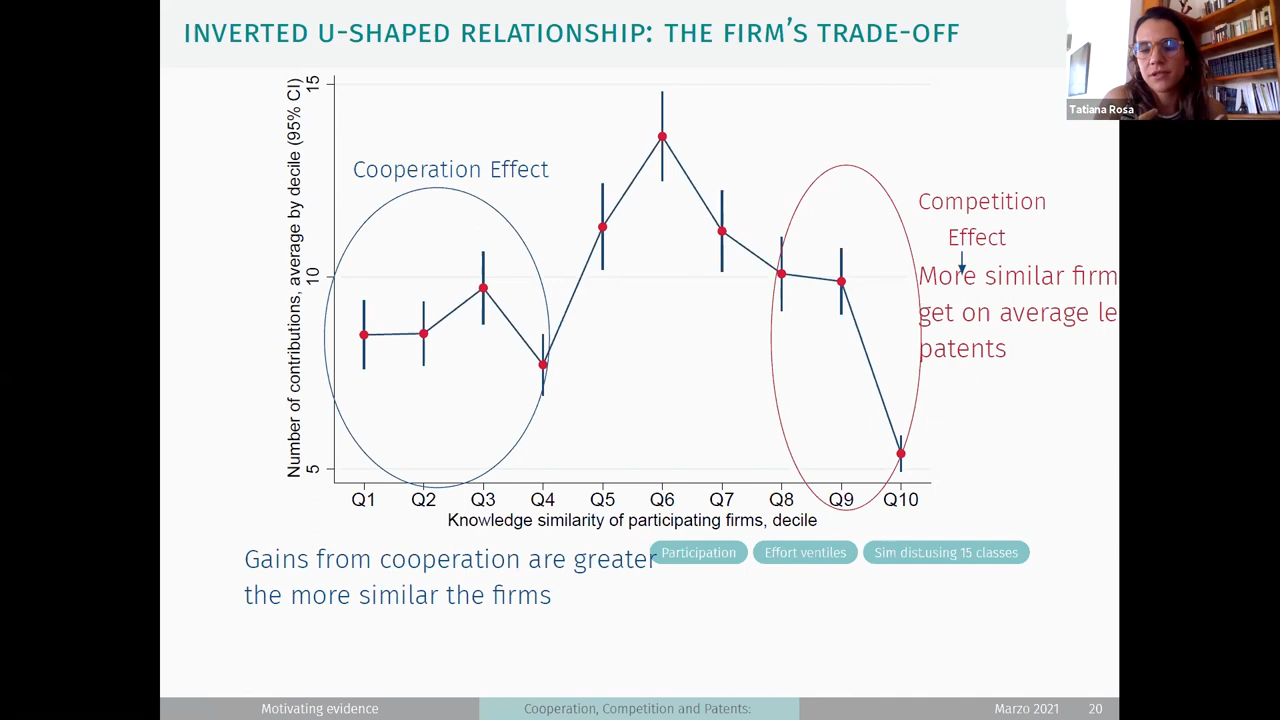 INVERTED U-SHAPED RELATIONSHIP: THE FIRM'S TRADE-OFF
Tatiana Rosa
Number of contributions, average by decile (95% CI)
15
10
5
Cooperation Effect
Competition
Effect
More similar firm
get on average le
patents
Q1 Q2 Q3 Q4 Q5 Q6 Q7 Q8 Q9 Q10
Knowledge similarity of participating firms, decile
Participation Effort ventiles Sim dist.using 15 classes
Gains from cooperation are greater
the more similar the firms
Motivating evidence Cooperation, Competition and Patents: Marzo 2021 20